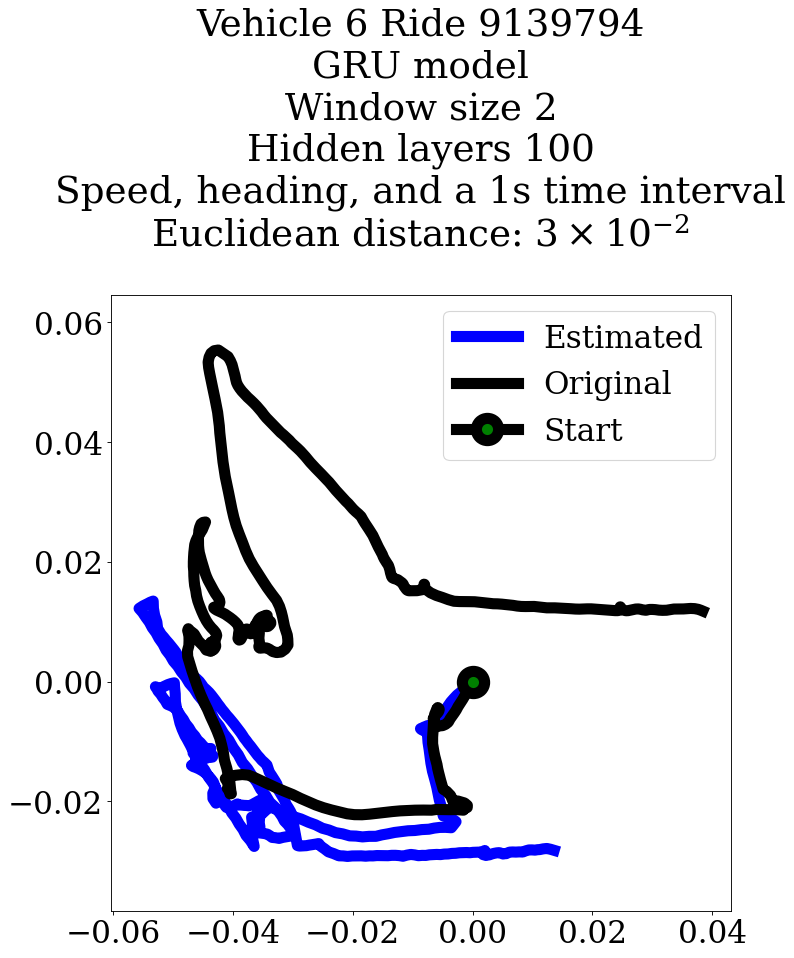 Vehicle 6 Ride 9139794
GRU model
Window size 2
Hidden layers 100
Speed, heading, and a 1s time interval
Euclidean distance: 3 × 10⁻²
Estimated
Original
Start
0.06
0.04
0.02
0.00
−0.02
−0.06 −0.04 −0.02 0.00 0.02 0.04